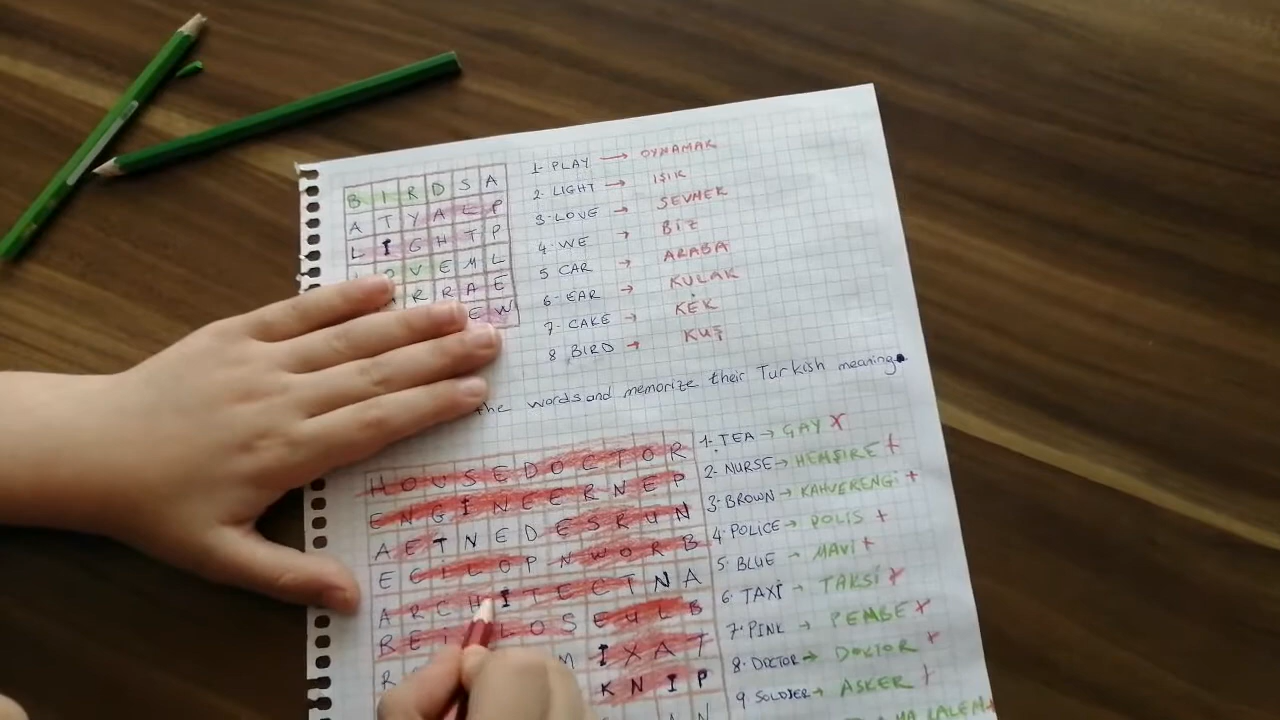 B I R D S A
A T Y A L P
L I G H T P
O V E M L
R R A E
E W
1- PLAY → OYNAMAK
2- LIGHT → IŞIK
3- LOVE → SEVMEK
4- WE → BİZ
5 CAR → ARABA
6- EAR → KULAK
7- CAKE → KEK
8 BIRD → KUŞ
the words and memorize their Turkish meaning.
H O U S E D O C T O R
E N G I N E E R N E P
A E T N E D E S R U N
E C I L O P N W O R B
A R C H I T E C T N A
R E I L O S E U L B
R M I X A T
K N I P
A N
1- TEA → ÇAY X
2- NURSE → HEMŞİRE +
3- BROWN → KAHVERENGİ +
4- POLICE → POLİS +
5- BLUE → MAVİ +
6- TAXİ → TAKSİ X
7- PINK → PEMBE X
8- DOCTOR → DOKTOR +
9 SOLDIER → ASKER +
KALEM